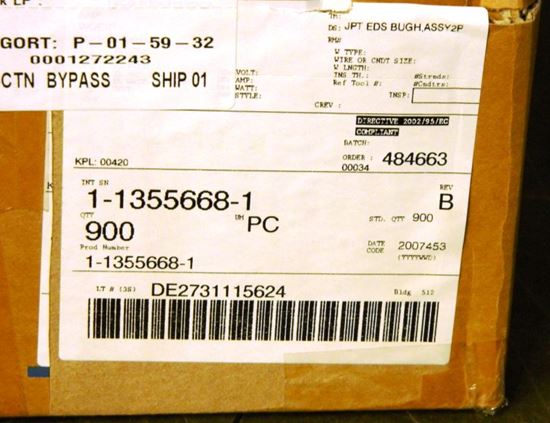 GORT: P-01-59-32
0001272243
CTN BYPASS SHIP 01
DS: JPT EDS BUGH,ASSY2P
RM#
W TYPE:
WIRE OR CNDT SIZE:
W LNGTH:
VOLT: INS TH.: #Strnds:
AMP: Ref Tool #: #Cndtrs:
WATT:
STYLE: INSP:
CREV :
DIRECTIVE 2002/95/EC
COMPLIANT
BATCH:
KPL: 00420 ORDER : 484663
00034
INT SN REV
1-1355668-1 B
QTY
900 UM PC STD. QTY 900
Prod Number DATE CODE 2007453
1-1355668-1 (YYYYWWD)
LT # (3S) DE2731115624 Bldg 512